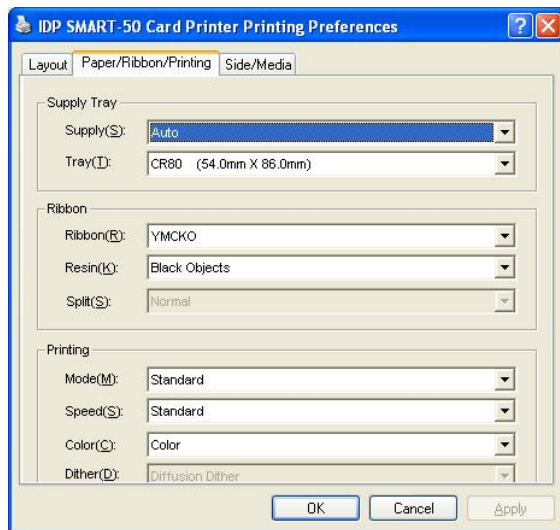 IDP SMART-50 Card Printer Printing Preferences
Layout Paper/Ribbon/Printing Side/Media
Supply Tray
Supply(S): Auto
Tray(T): CR80 (54.0mm X 86.0mm)
Ribbon
Ribbon(R): YMCKO
Resin(K): Black Objects
Split(S): Normal
Printing
Mode(M): Standard
Speed(S): Standard
Color(C): Color
Dither(D): Diffusion Dither
OK Cancel Apply